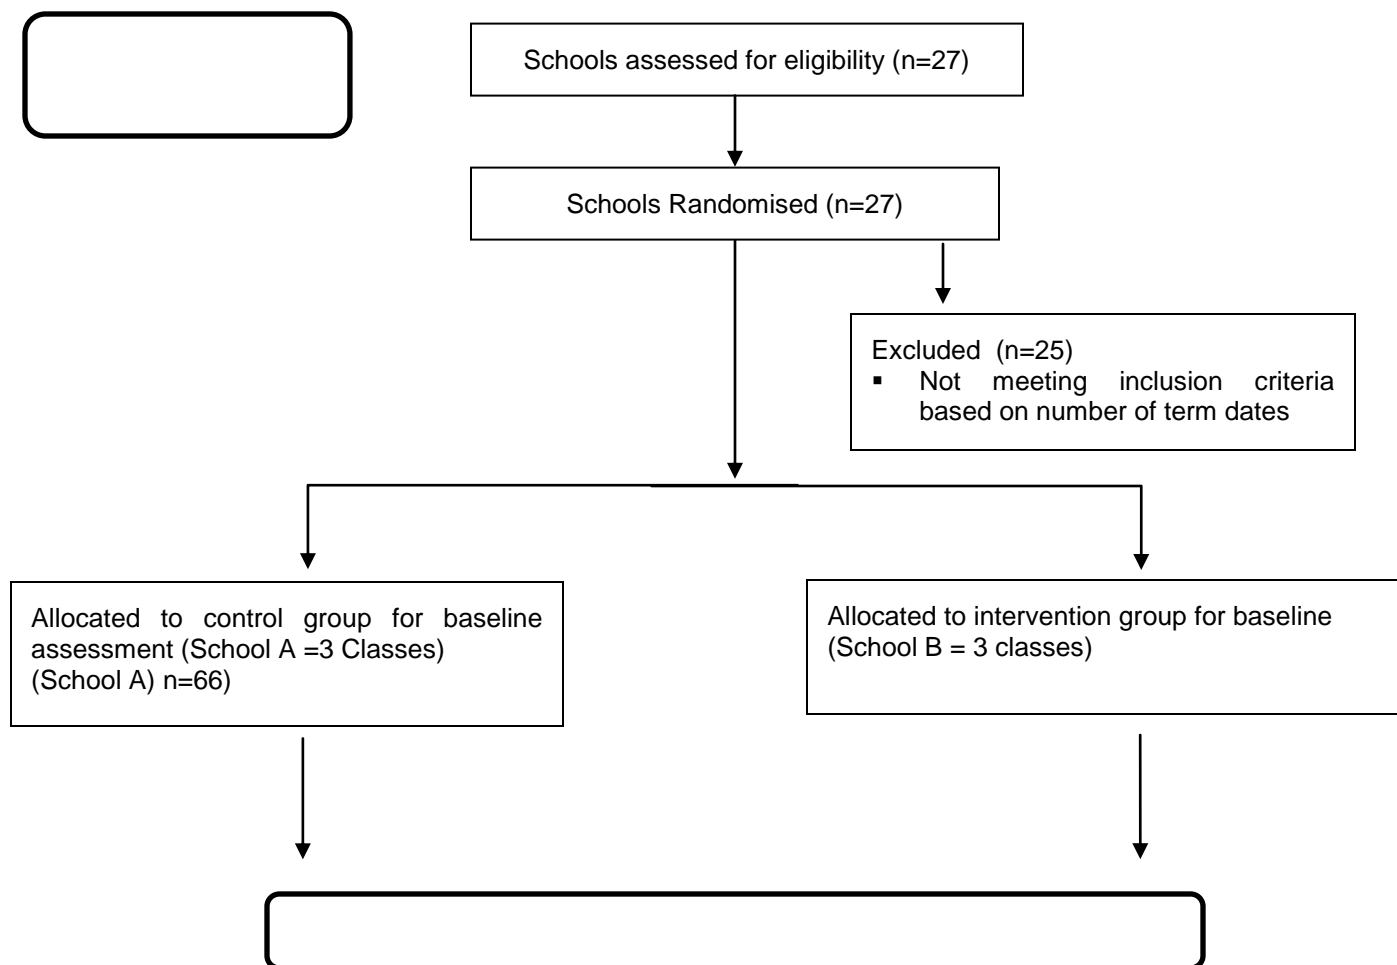 Schools assessed for eligibility (n=27)
Schools Randomised (n=27)
Excluded  (n=25)
▪ Not meeting inclusion criteria
based on number of term dates
Allocated to control group for baseline
assessment (School A =3 Classes)
(School A) n=66)
Allocated to intervention group for baseline
(School B = 3 classes)